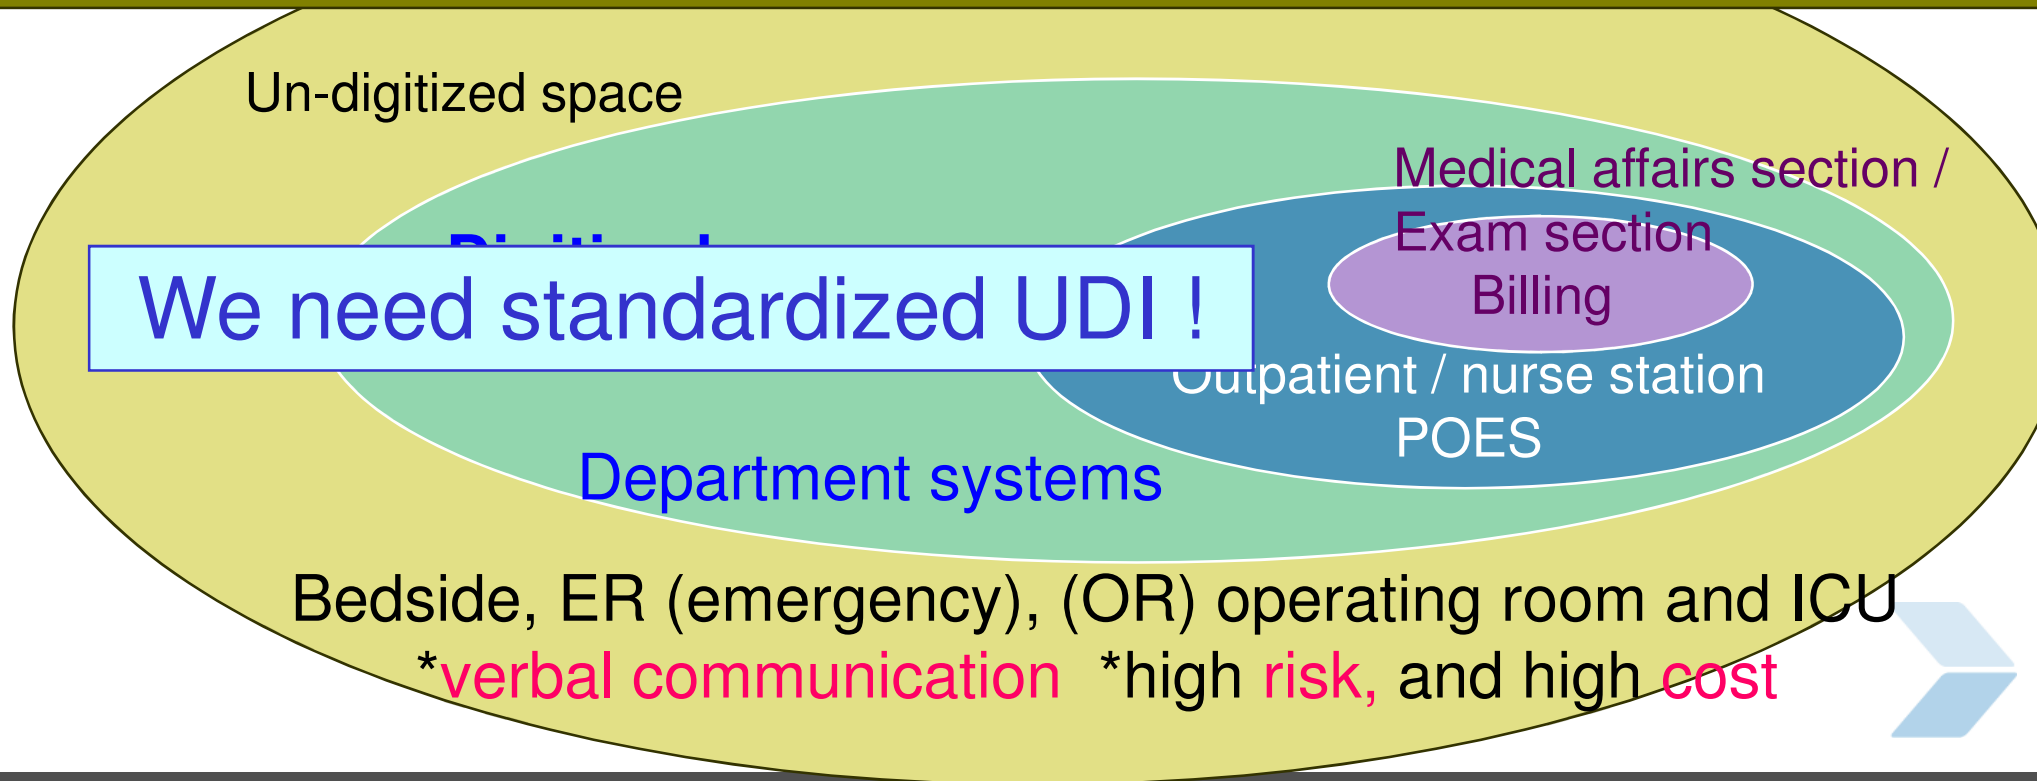 Un-digitized space
Medical affairs section /
Exam section
Billing
We need standardized UDI !
Outpatient / nurse station
POES
Department systems
Bedside, ER (emergency), (OR) operating room and ICU
*verbal communication *high risk, and high cost